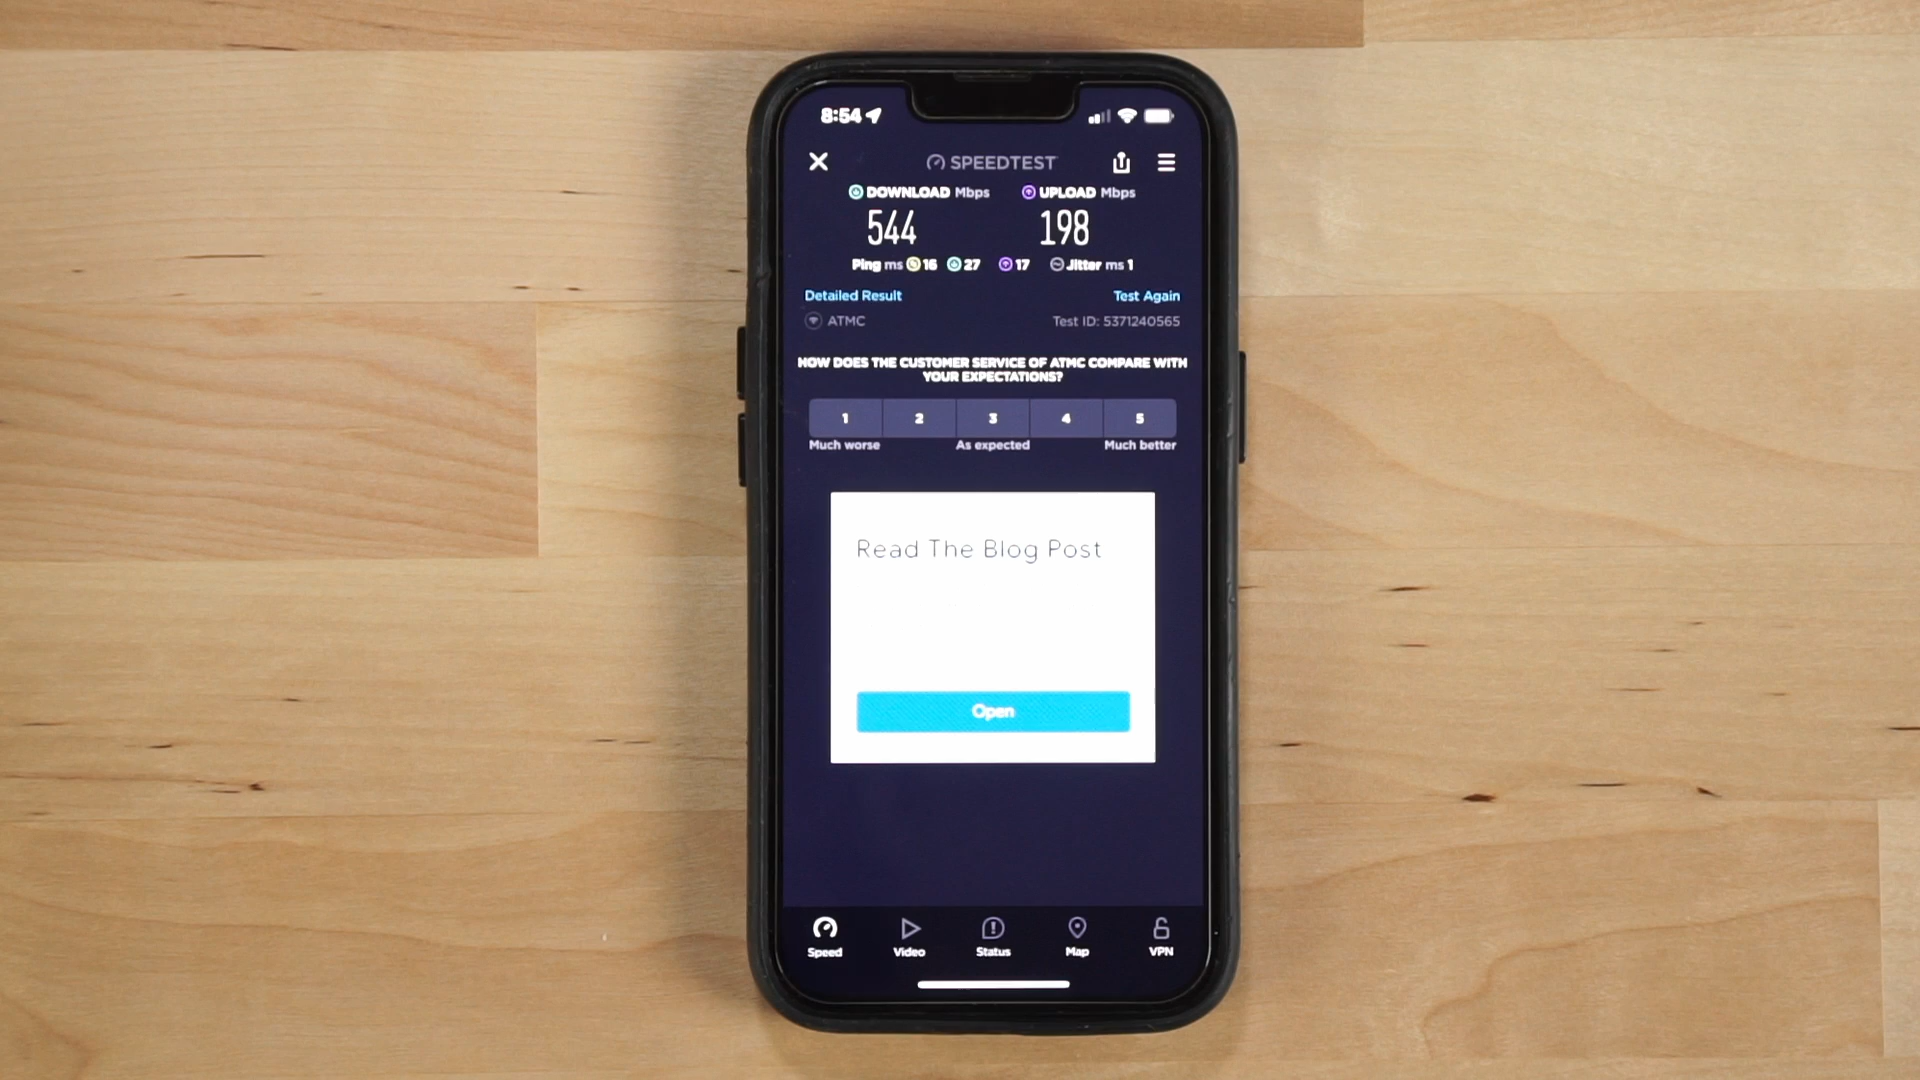 8:54
SPEEDTEST
DOWNLOAD Mbps UPLOAD Mbps
544 198
Ping ms 16 27 17 Jitter ms 1
Detailed Result Test Again
ATMC Test ID: 5371240565
HOW DOES THE CUSTOMER SERVICE OF ATMC COMPARE WITH
YOUR EXPECTATIONS?
1 2 3 4 5
Much worse As expected Much better
Read The Blog Post
Open
Speed Video Status Map VPN